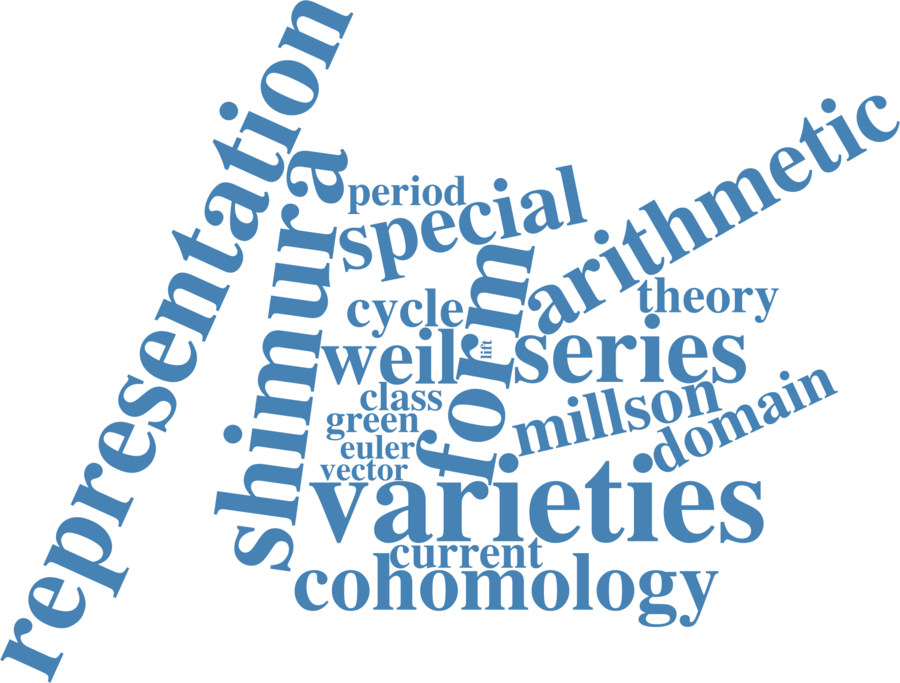 representation
shimura
period
special
arithmetic
cycle
form
theory
weil
lift
series
class
green
millson
domain
euler
vector
varieties
current
cohomology